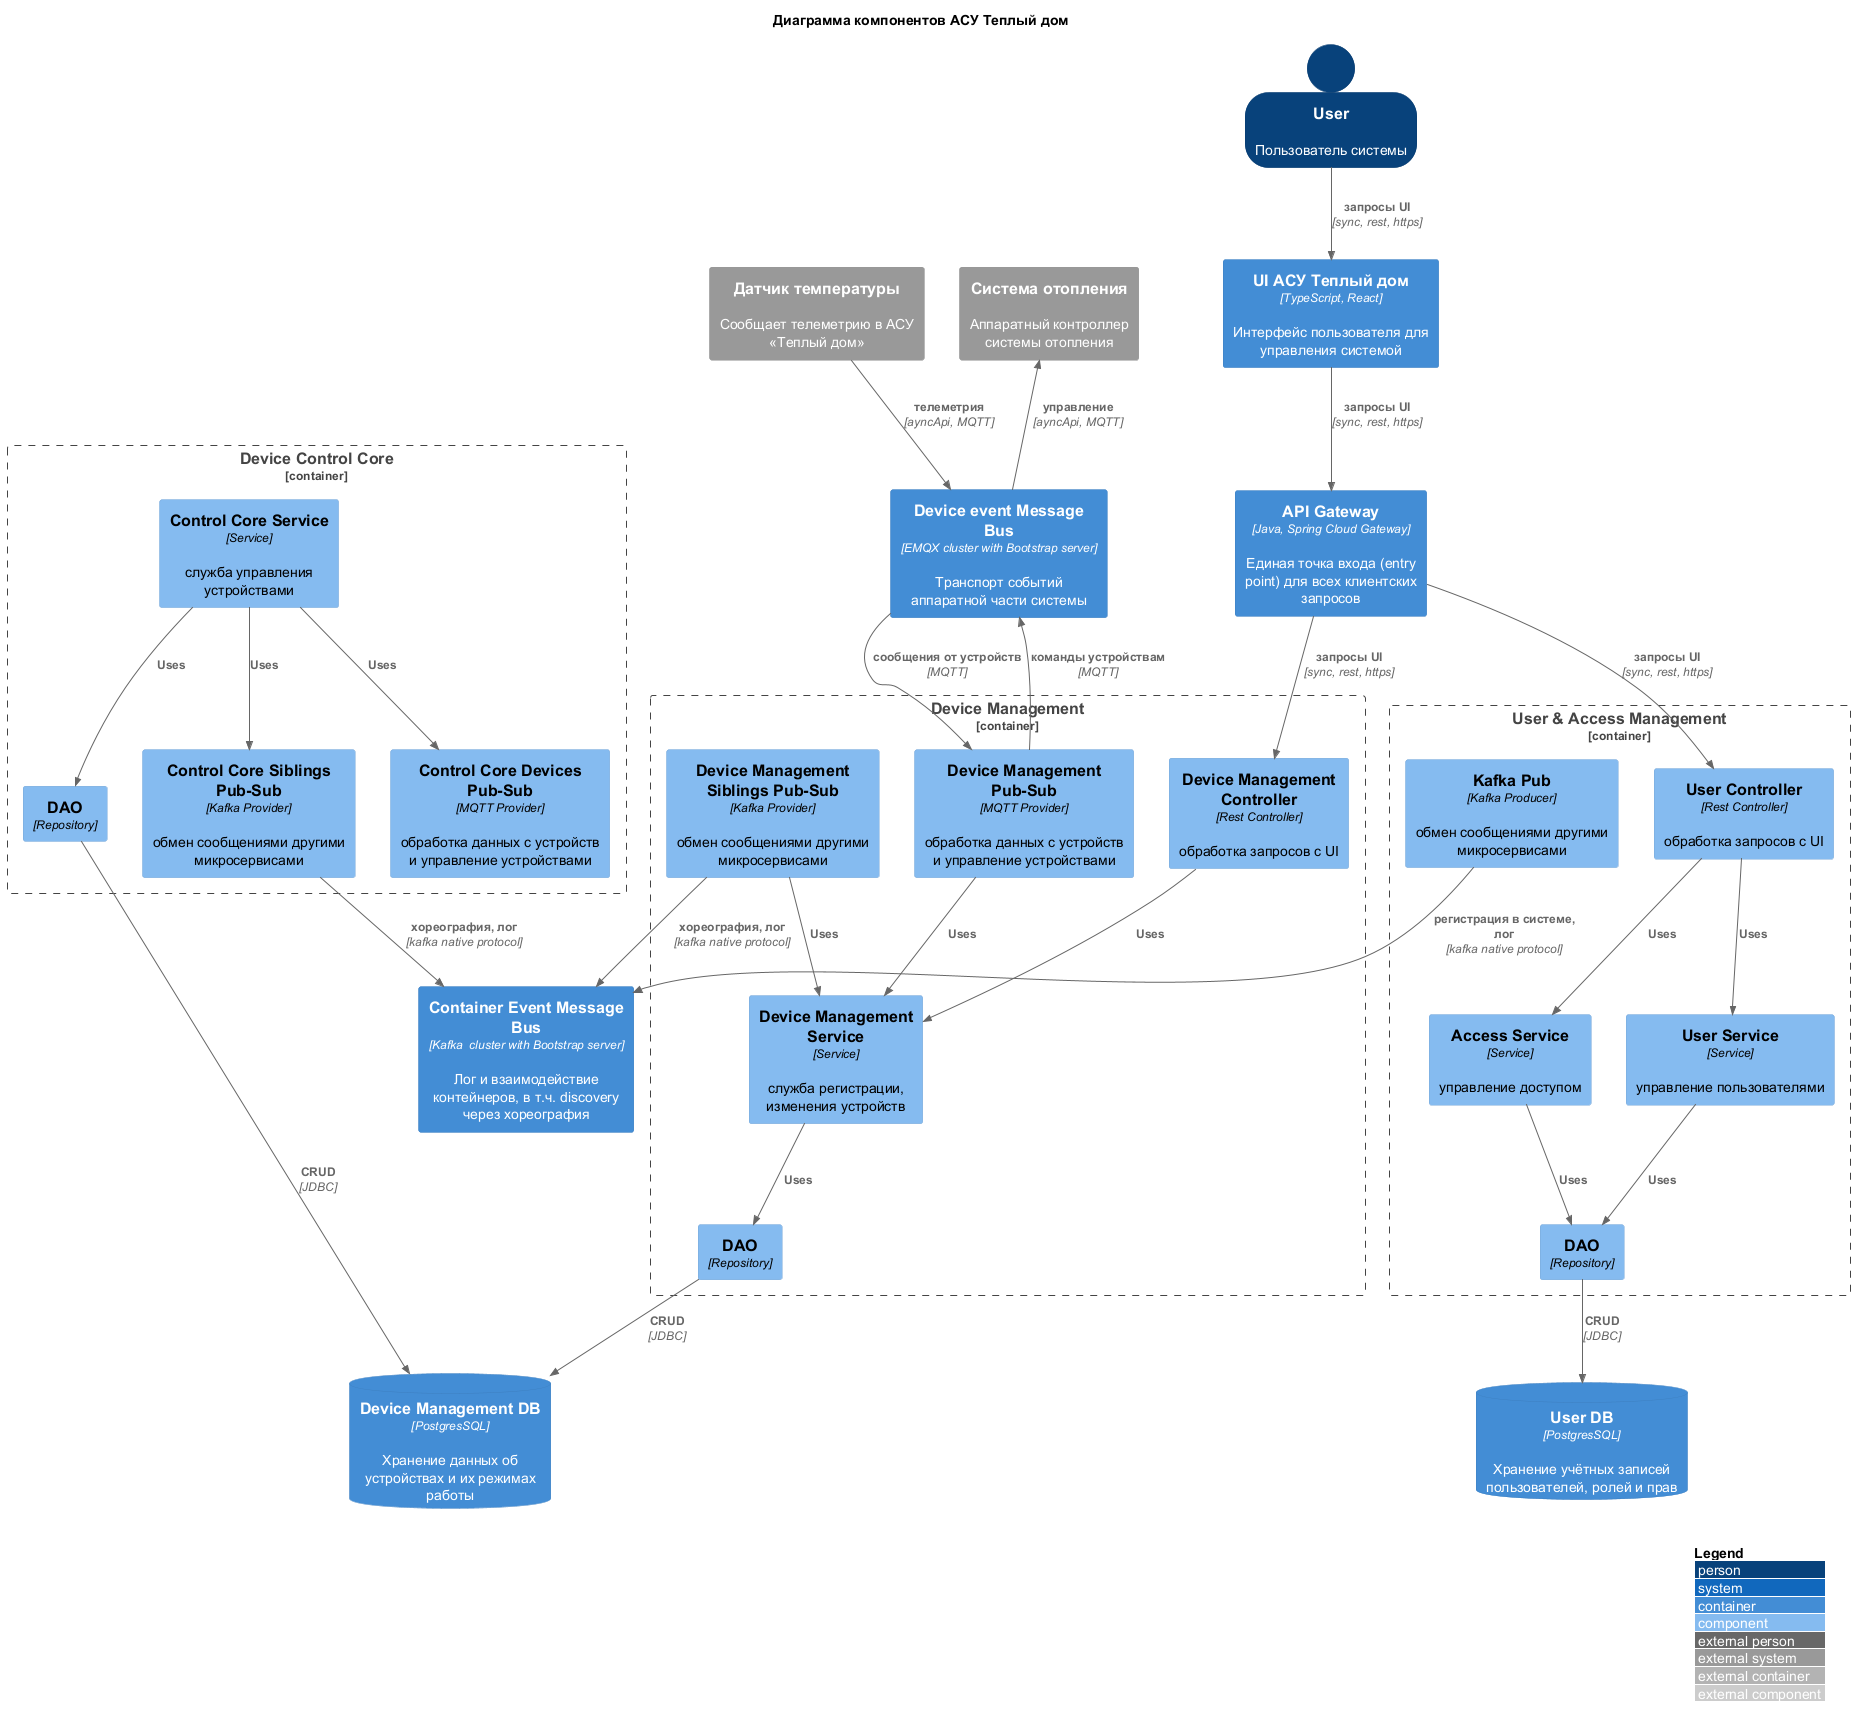 Диаграмма компонентов АСУ Теплый дом
User
Пользователь системы
запросы UI
[sync, rest, https]
Датчик температуры
Сообщает телеметрию в АСУ
«Теплый дом»
Система отопления
Аппаратный контроллер
системы отопления
UI АСУ Теплый дом
[TypeScript, React]
Интерфейс пользователя для
управления системой
телеметрия
[ayncApi, MQTT]
управление
[ayncApi, MQTT]
запросы UI
[sync, rest, https]
Device Control Core
[container]
Control Core Service
[Service]
служба управления
устройствами
Device event Message
Bus
[EMQX cluster with Bootstrap server]
Транспорт событий
аппаратной части системы
API Gateway
[Java, Spring Cloud Gateway]
Единая точка входа (entry
point) для всех клиентских
запросов
Uses
Uses
Uses
сообщения от устройств
[MQTT]
команды устройствам
[MQTT]
запросы UI
[sync, rest, https]
запросы UI
[sync, rest, https]
Device Management
[container]
User & Access Management
[container]
DAO
[Repository]
Control Core Siblings
Pub-Sub
[Kafka Provider]
обмен сообщениями другими
микросервисами
Control Core Devices
Pub-Sub
[MQTT Provider]
обработка данных с устройств
и управление устройствами
Device Management
Siblings Pub-Sub
[Kafka Provider]
обмен сообщениями другими
микросервисами
Device Management
Pub-Sub
[MQTT Provider]
обработка данных с устройств
и управление устройствами
Device Management
Controller
[Rest Controller]
обработка запросов с UI
Kafka Pub
[Kafka Producer]
обмен сообщениями другими
микросервисами
User Controller
[Rest Controller]
обработка запросов с UI
хореография, лог
[kafka native protocol]
хореография, лог
[kafka native protocol]
Uses
Uses
Uses
регистрация в системе,
лог
[kafka native protocol]
Uses
Uses
Container Event Message
Bus
[Kafka  cluster with Bootstrap server]
Лог и взаимодействие
контейнеров, в т.ч. discovery
через хореография
Device Management
Service
[Service]
служба регистрации,
изменения устройств
Access Service
[Service]
управление доступом
User Service
[Service]
управление пользователями
CRUD
[JDBC]
Uses
Uses
Uses
DAO
[Repository]
DAO
[Repository]
CRUD
[JDBC]
CRUD
[JDBC]
Device Management DB
[PostgresSQL]
Хранение данных об
устройствах и их режимах
работы
User DB
[PostgresSQL]
Хранение учётных записей
пользователей, ролей и прав
Legend
person
system
container
component
external person
external system
external container
external component